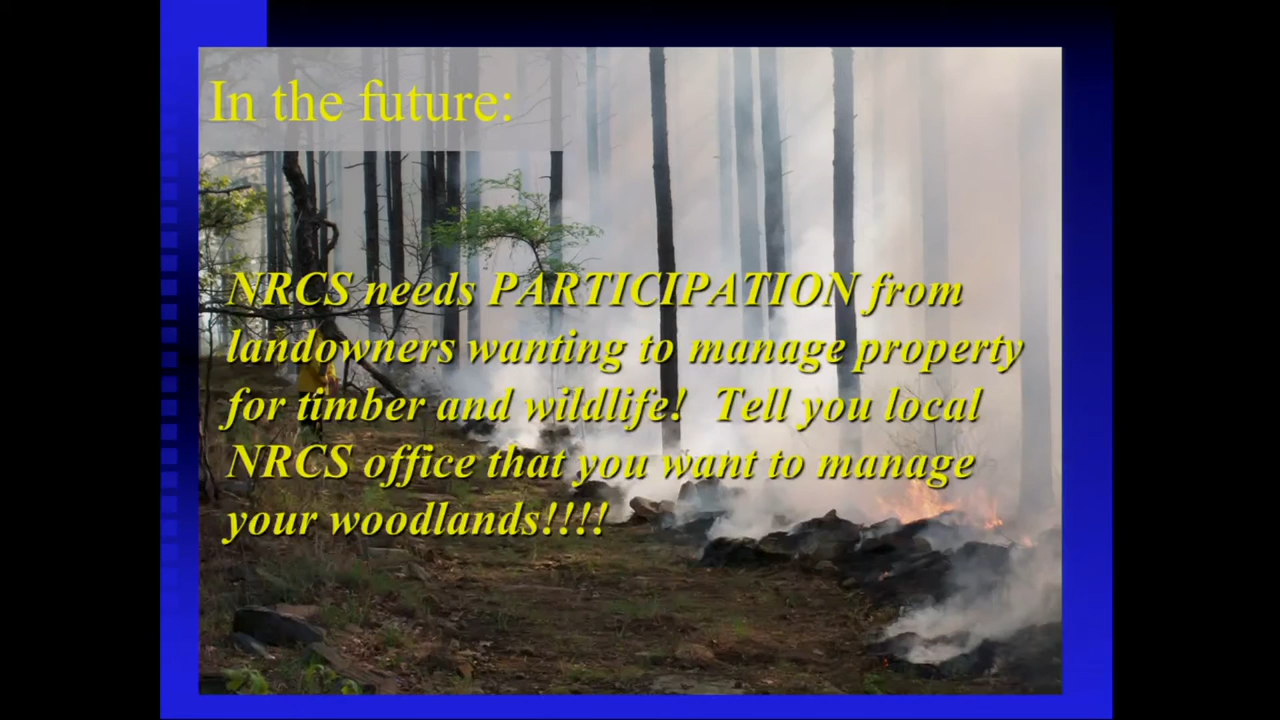 In the future:
NRCS needs PARTICIPATION from
landowners wanting to manage property
for timber and wildlife! Tell you local
NRCS office that you want to manage
your woodlands!!!!